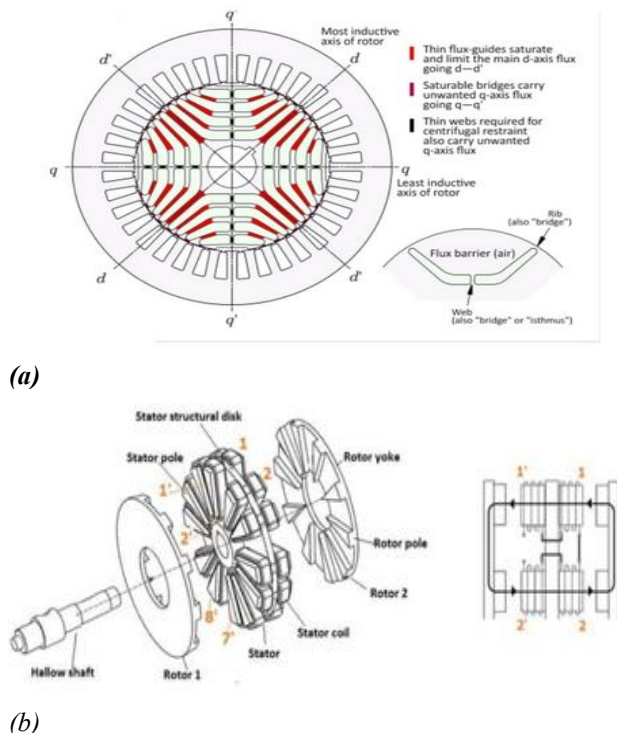 q
Most inductive
axis of rotor
d'
d
Thin flux-guides saturate
and limit the main d-axis flux
going d—d'
Saturable bridges carry
unwanted q-axis flux
going q—q'
Thin webs required for
centrifugal restraint
also carry unwanted
q-axis flux
q
q
Least inductive
axis of rotor
Rib
(also "bridge")
Flux barrier (air)
d
d'
q'
Web
(also "bridge" or "isthmus")
(a)
Stator structural disk
1
Stator pole
2
Rotor yoke
1'
1'
1
2'
Rotor pole
8'
Rotor 2
7'
Stator coil
2'
2
Stator
Hallow shaft
Rotor 1
(b)